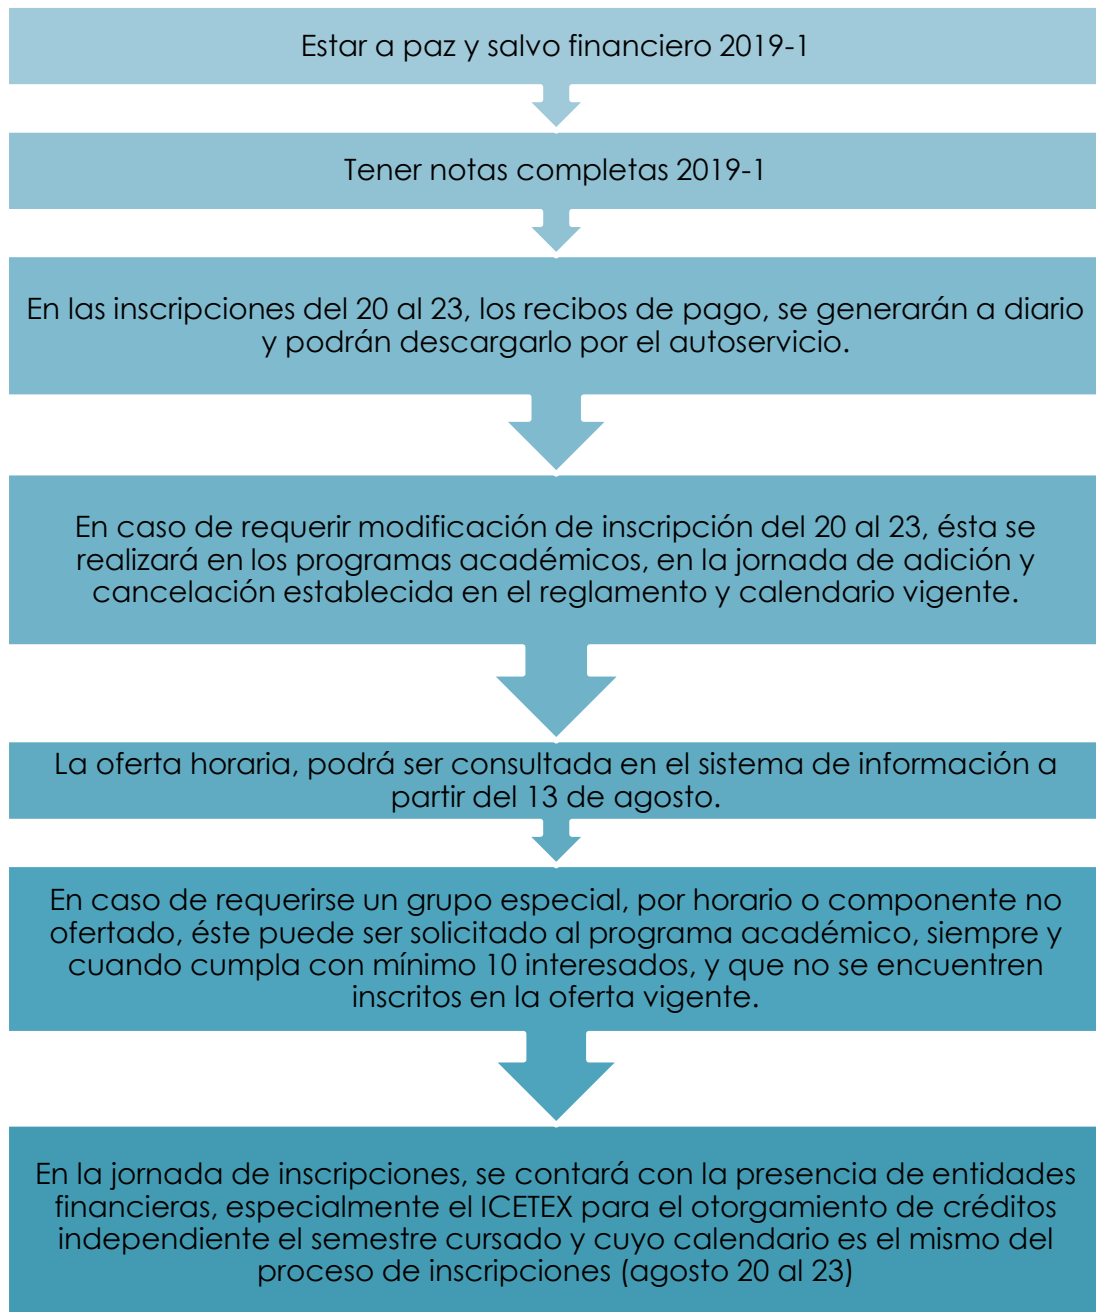 Estar a paz y salvo financiero 2019-1
Tener notas completas 2019-1
En las inscripciones del 20 al 23, los recibos de pago, se generarán a diario
y podrán descargarlo por el autoservicio.
En caso de requerir modificación de inscripción del 20 al 23, ésta se
realizará en los programas académicos, en la jornada de adición y
cancelación establecida en el reglamento y calendario vigente.
La oferta horaria, podrá ser consultada en el sistema de información a
partir del 13 de agosto.
En caso de requerirse un grupo especial, por horario o componente no
ofertado, éste puede ser solicitado al programa académico, siempre y
cuando cumpla con mínimo 10 interesados, y que no se encuentren
inscritos en la oferta vigente.
En la jornada de inscripciones, se contará con la presencia de entidades
financieras, especialmente el ICETEX para el otorgamiento de créditos
independiente el semestre cursado y cuyo calendario es el mismo del
proceso de inscripciones (agosto 20 al 23)